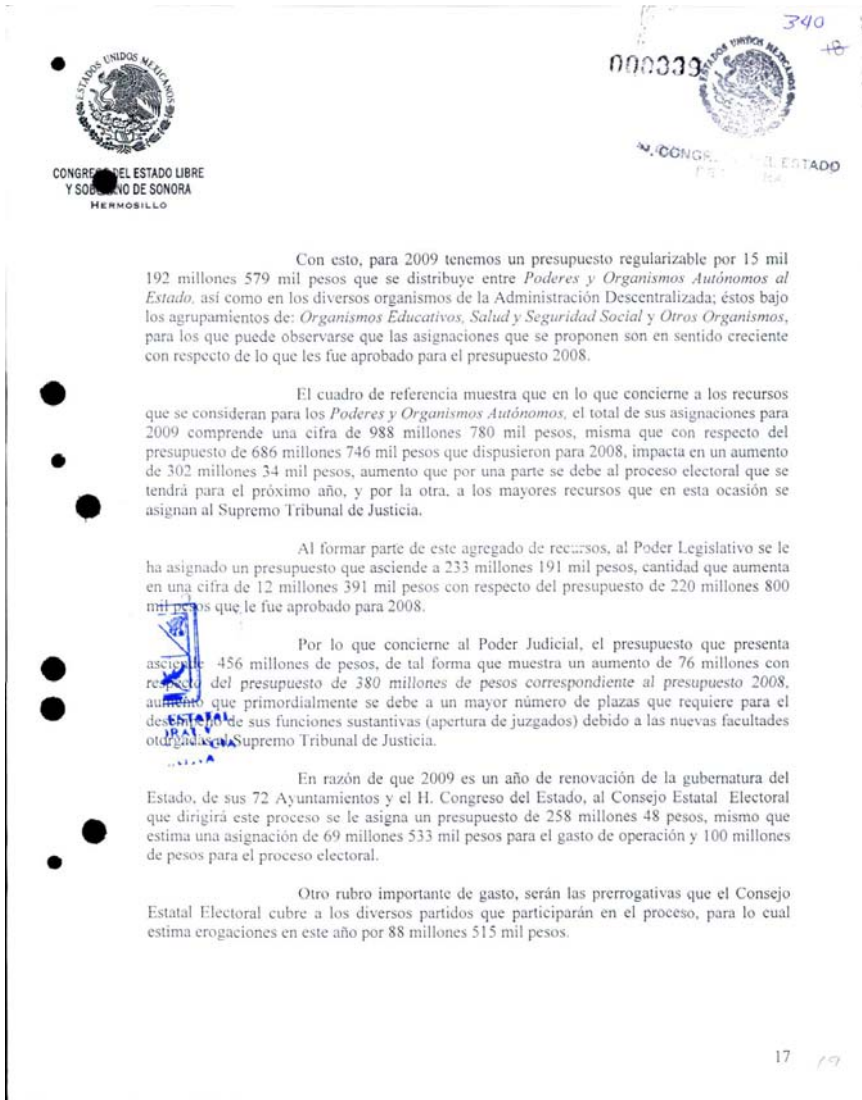 340
18
000339
ESTADOS UNIDOS MEXICANOS
ESTADOS UNIDOS MEXICANOS
H. CONGRESO DEL ESTADO
CONGRESO DEL ESTADO LIBRE
Y SOBERANO DE SONORA
HERMOSILLO
Con esto, para 2009 tenemos un presupuesto regularizable por 15 mil
192 millones 579 mil pesos que se distribuye entre Poderes y Organismos Autónomos al
Estado, así como en los diversos organismos de la Administración Descentralizada; éstos bajo
los agrupamientos de: Organismos Educativos, Salud y Seguridad Social y Otros Organismos,
para los que puede observarse que las asignaciones que se proponen son en sentido creciente
con respecto de lo que les fue aprobado para el presupuesto 2008.
El cuadro de referencia muestra que en lo que concierne a los recursos
que se consideran para los Poderes y Organismos Autónomos, el total de sus asignaciones para
2009 comprende una cifra de 988 millones 780 mil pesos, misma que con respecto del
presupuesto de 686 millones 746 mil pesos que dispusieron para 2008, impacta en un aumento
de 302 millones 34 mil pesos, aumento que por una parte se debe al proceso electoral que se
tendrá para el próximo año, y por la otra, a los mayores recursos que en esta ocasión se
asignan al Supremo Tribunal de Justicia.
Al formar parte de este agregado de recursos, al Poder Legislativo se le
ha asignado un presupuesto que asciende a 233 millones 191 mil pesos, cantidad que aumenta
en una cifra de 12 millones 391 mil pesos con respecto del presupuesto de 220 millones 800
mil pesos que le fue aprobado para 2008.
Por lo que concierne al Poder Judicial, el presupuesto que presenta
asciende 456 millones de pesos, de tal forma que muestra un aumento de 76 millones con
respecto del presupuesto de 380 millones de pesos correspondiente al presupuesto 2008,
aumento que primordialmente se debe a un mayor número de plazas que requiere para el
desempeño de sus funciones sustantivas (apertura de juzgados) debido a las nuevas facultades
otorgadas al Supremo Tribunal de Justicia.
ESTATAL
En razón de que 2009 es un año de renovación de la gubernatura del
Estado, de sus 72 Ayuntamientos y el H. Congreso del Estado, al Consejo Estatal Electoral
que dirigirá este proceso se le asigna un presupuesto de 258 millones 48 pesos, mismo que
estima una asignación de 69 millones 533 mil pesos para el gasto de operación y 100 millones
de pesos para el proceso electoral.
Otro rubro importante de gasto, serán las prerrogativas que el Consejo
Estatal Electoral cubre a los diversos partidos que participarán en el proceso, para lo cual
estima erogaciones en este año por 88 millones 515 mil pesos.
17
19